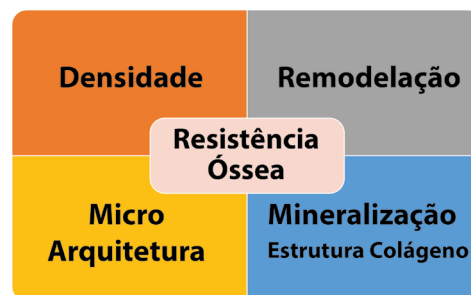 Densidade
Remodelação
Resistência
Óssea
Micro
Arquitetura
Mineralização
Estrutura Colágeno